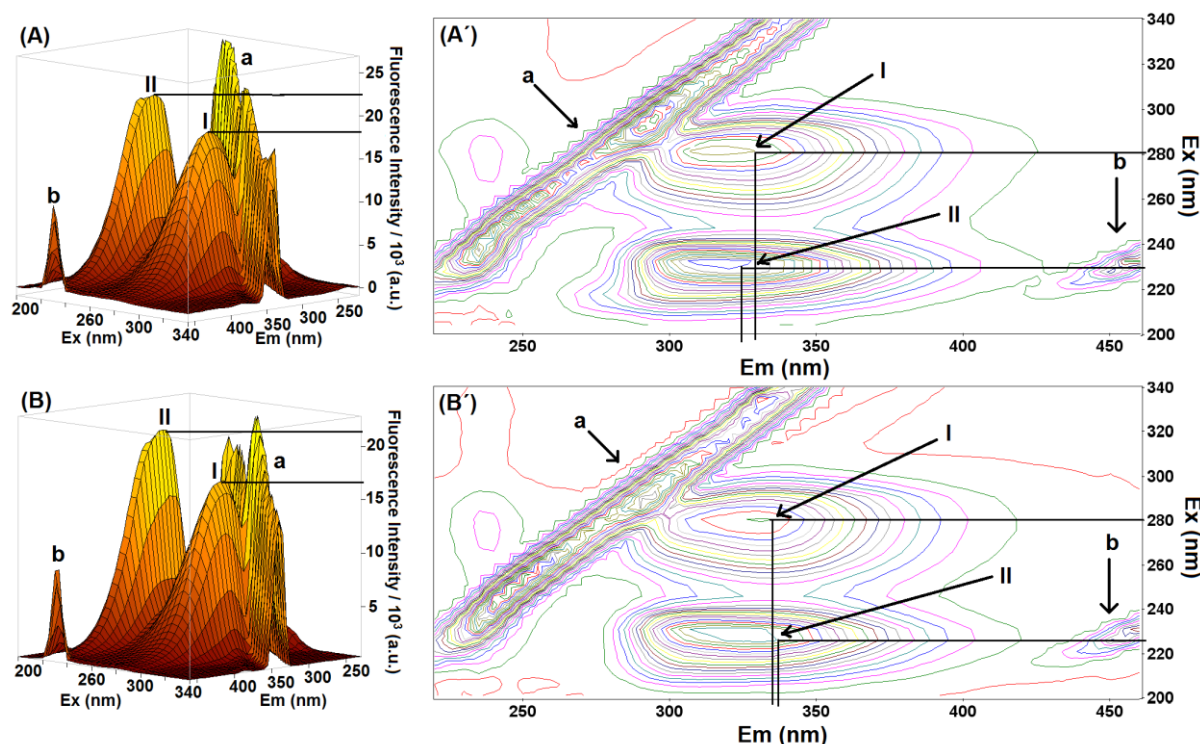 (A)
II
a
I
b
25
20
15
10
5
0
Fluorescence Intensity / 10³ (a.u.)
200
260
300
340
400
350
300
250
Ex (nm)
Em (nm)
(A´)
a
I
II
b
340
320
300
280
260
240
220
200
Ex (nm)
250
300
350
400
450
Em (nm)
(B)
II
I
a
b
20
15
10
5
Fluorescence Intensity / 10³ (a.u.)
200
260
300
340
400
350
300
250
Ex (nm)
Em (nm)
(B´)
a
I
II
b
340
320
300
280
260
240
220
200
Ex (nm)
250
300
350
400
450
Em (nm)